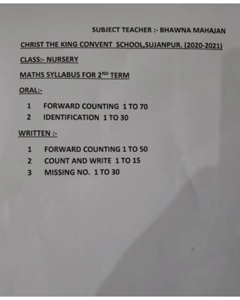 SUBJECT TEACHER :- BHAWNA MAHAJAN
CHRIST THE KING CONVENT SCHOOL,SUJANPUR. (2020-2021)
CLASS:- NURSERY
MATHS SYLLABUS FOR 2ND TERM
ORAL:-
1 FORWARD COUNTING 1 TO 70
2 IDENTIFICATION 1 TO 30
WRITTEN :-
1 FORWARD COUNTING 1 TO 50
2 COUNT AND WRITE 1 TO 15
3 MISSING NO. 1 TO 30